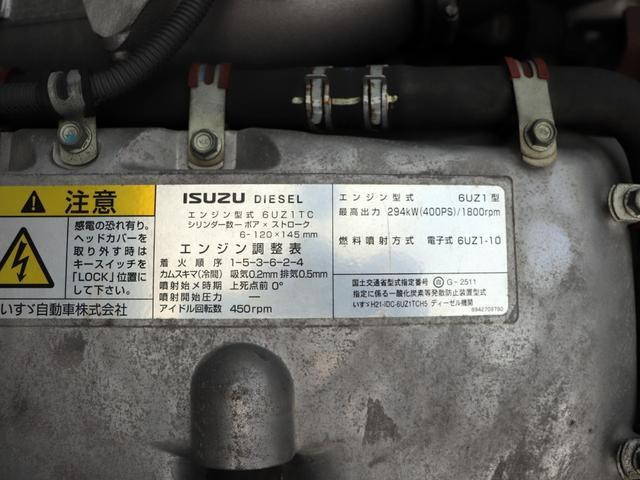 注意
感電の恐れ有り。
ヘッドカバーを
取り外す時は
キースイッチを
「LOCK」位置に
して下さい。
いすゞ自動車株式会社
ISUZU DIESEL
エンジン型式 6UZ1TC
シリンダー数ーボア×ストローク
6-120×145mm
エンジン調整表
着火順序 1-5-3-6-2-4
カムスキマ(冷間) 吸気0.2mm 排気0.5mm
噴射始メ時期 上死点前 0°
噴射開始圧力 —
アイドル回転数 450rpm
エンジン型式 6UZ1型
最高出力 294kW(400PS)/1800rpm
燃料噴射方式 電子式 6UZ1-10
国土交通省型式指定番号 G-2511
指定に係る一酸化炭素等発散防止装置型式
いすゞH21-IDC-6UZ1TCH5 ディーゼル機関